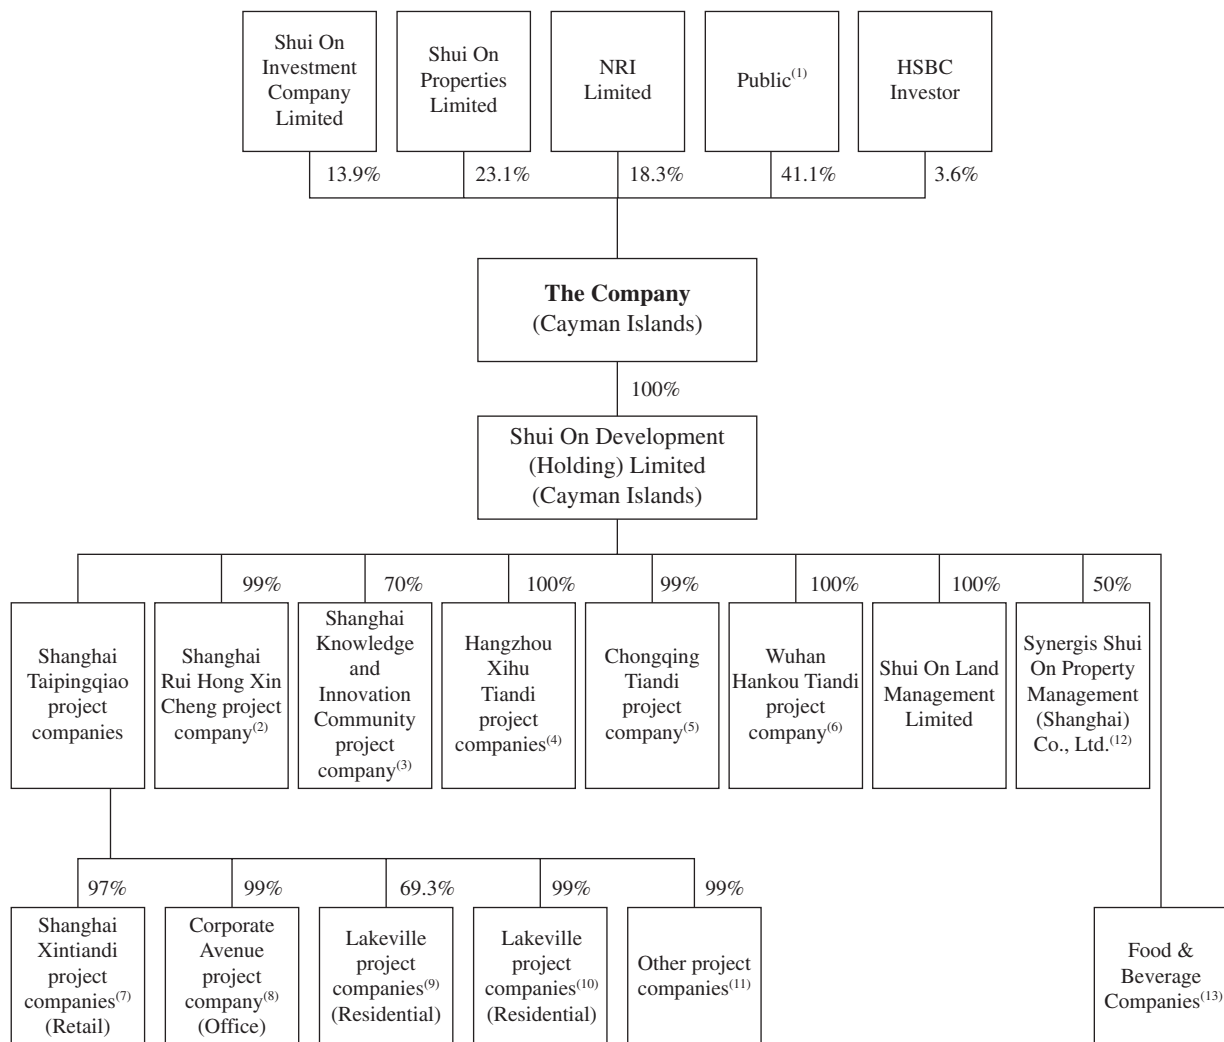 Shui On
Investment
Company
Limited
Shui On
Properties
Limited
NRI
Limited
Public(1)
HSBC
Investor
13.9%
23.1%
18.3%
41.1%
3.6%
The Company
(Cayman Islands)
100%
Shui On Development
(Holding) Limited
(Cayman Islands)
99%
70%
100%
99%
100%
100%
50%
Shanghai
Taipingqiao
project
companies
Shanghai
Rui Hong Xin
Cheng project
company(2)
Shanghai
Knowledge
and
Innovation
Community
project
company(3)
Hangzhou
Xihu
Tiandi
project
companies(4)
Chongqing
Tiandi
project
company(5)
Wuhan
Hankou Tiandi
project
company(6)
Shui On Land
Management
Limited
Synergis Shui
On Property
Management
(Shanghai)
Co., Ltd.(12)
97%
99%
69.3%
99%
99%
Shanghai
Xintiandi
project
companies(7)
(Retail)
Corporate
Avenue
project
company(8)
(Office)
Lakeville
project
companies(9)
(Residential)
Lakeville
project
companies(10)
(Residential)
Other project
companies(11)
Food &
Beverage
Companies(13)